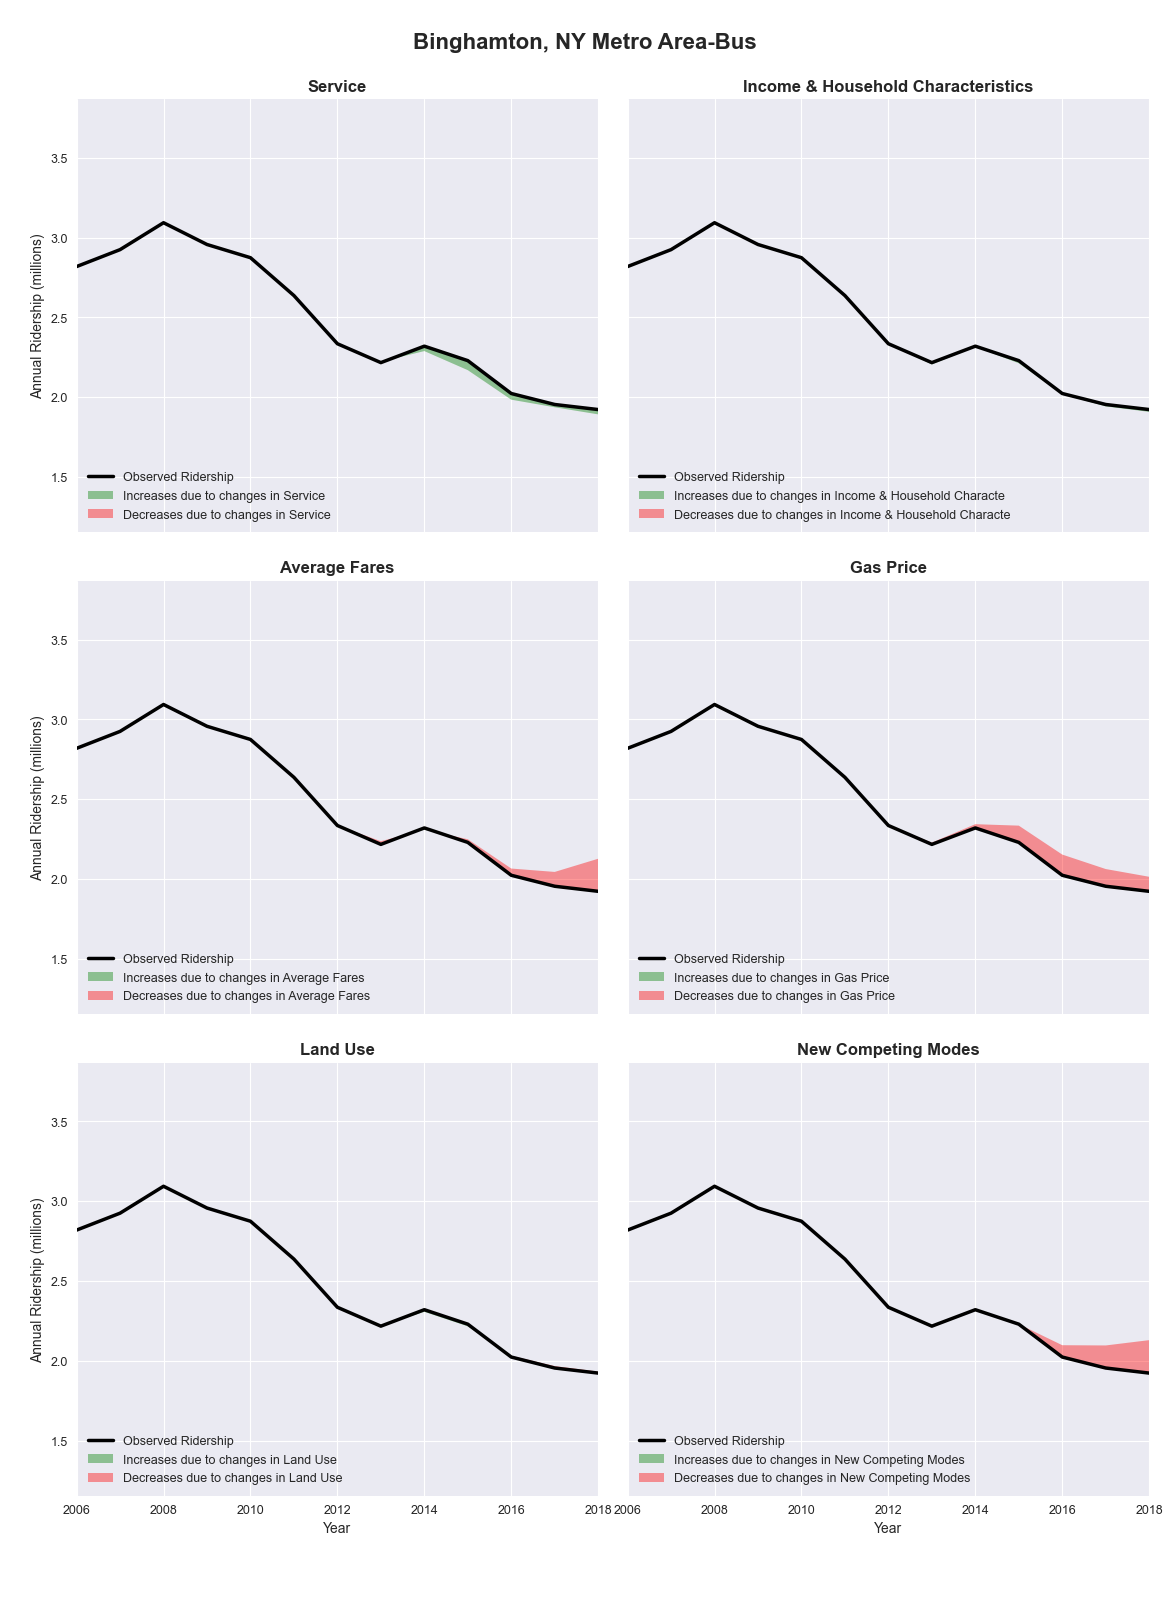 Binghamton, NY Metro Area-Bus
Service
Income & Household Characteristics
3.5
3.0
2.5
2.0
1.5
Annual Ridership (millions)
Observed Ridership
Increases due to changes in Service
Decreases due to changes in Service
Observed Ridership
Increases due to changes in Income & Household Characte
Decreases due to changes in Income & Household Characte
Average Fares
Gas Price
3.5
3.0
2.5
2.0
1.5
Annual Ridership (millions)
Observed Ridership
Increases due to changes in Average Fares
Decreases due to changes in Average Fares
Observed Ridership
Increases due to changes in Gas Price
Decreases due to changes in Gas Price
Land Use
New Competing Modes
3.5
3.0
2.5
2.0
1.5
Annual Ridership (millions)
Observed Ridership
Increases due to changes in Land Use
Decreases due to changes in Land Use
Observed Ridership
Increases due to changes in New Competing Modes
Decreases due to changes in New Competing Modes
2006 2008 2010 2012 2014 2016 2018
Year
2006 2008 2010 2012 2014 2016 2018
Year